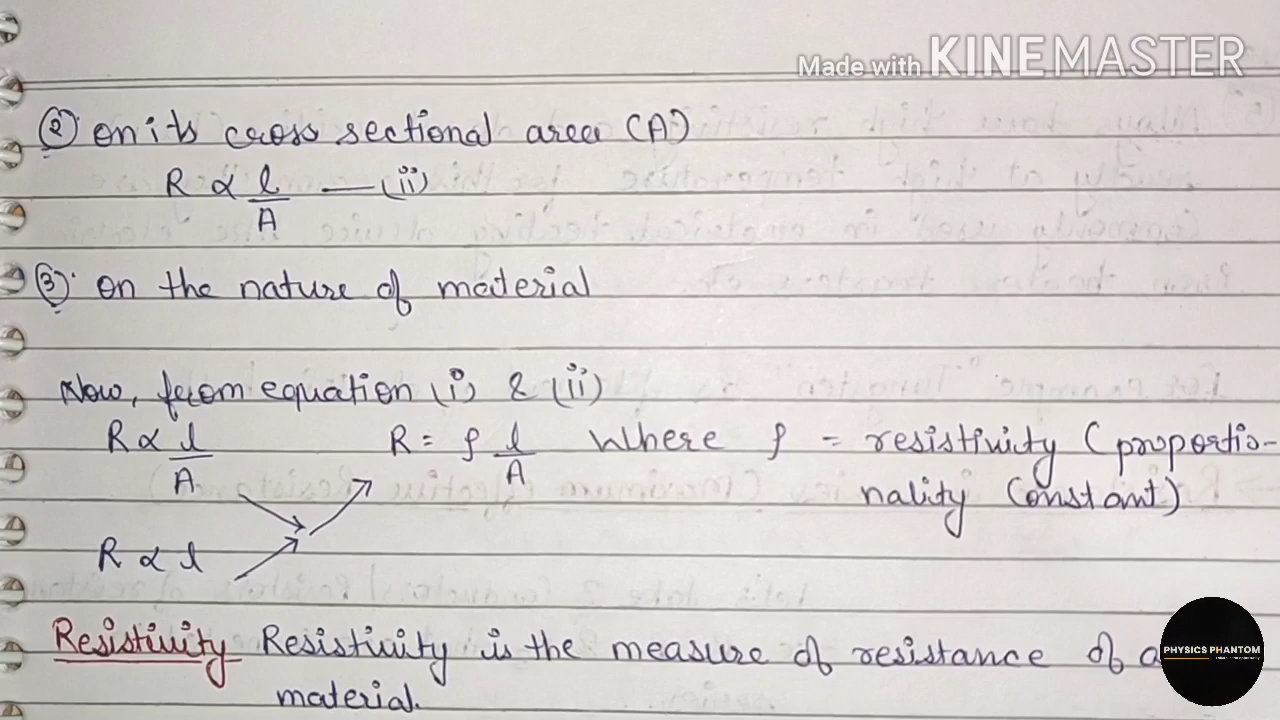 Made with KINEMASTER
② on its cross sectional area (A)
R ∝ l/A — (ii)
③ on the nature of material
Now, from equation (i) & (ii)
R ∝ l/A R = ρ l/A where ρ = resistivity (proportio-
nality constant)
R ∝ l
Resistivity Resistivity is the measure of resistance of a
material.
PHYSICS PHANTOM